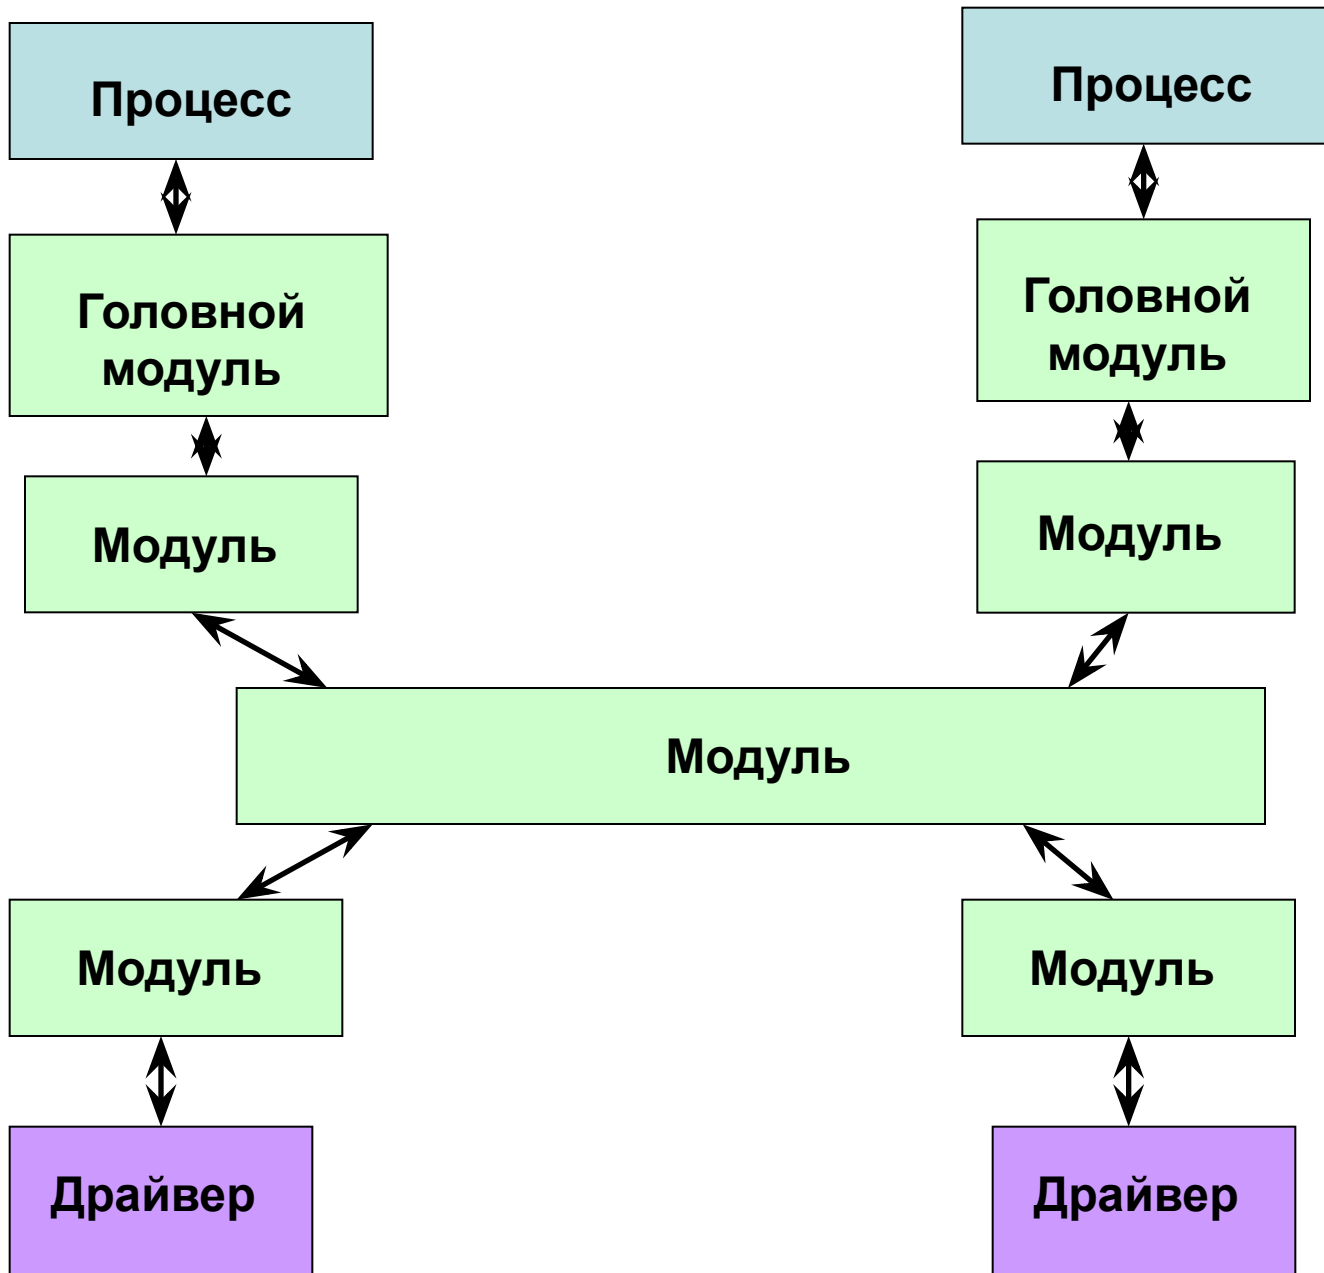 Процесс
Процесс
Головной
модуль
Головной
модуль
Модуль
Модуль
Модуль
Модуль
Модуль
Драйвер
Драйвер